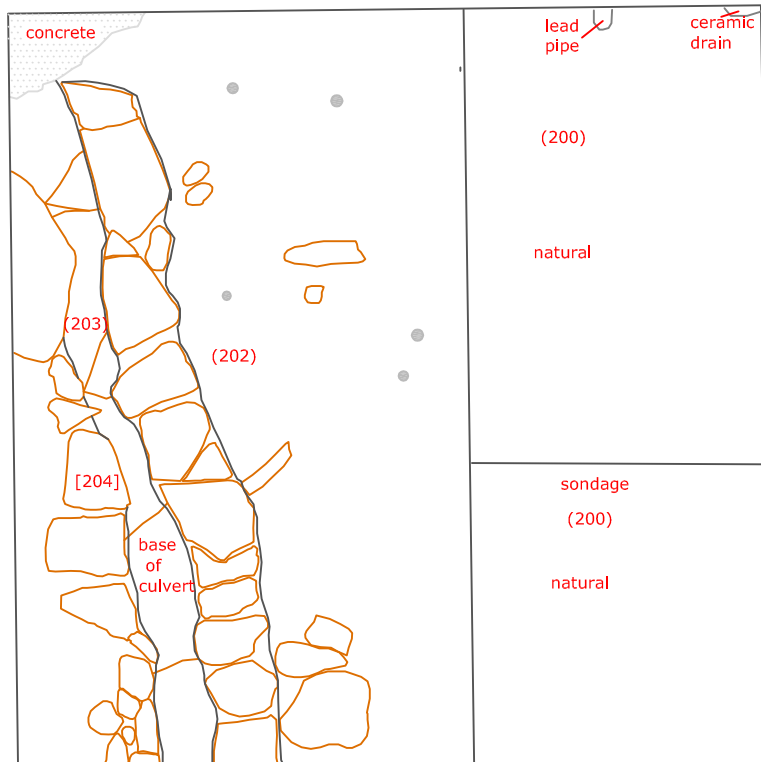 concrete
lead
pipe
ceramic
drain
(200)
natural
(203)
(202)
[204]
sondage
(200)
base
of
culvert
natural